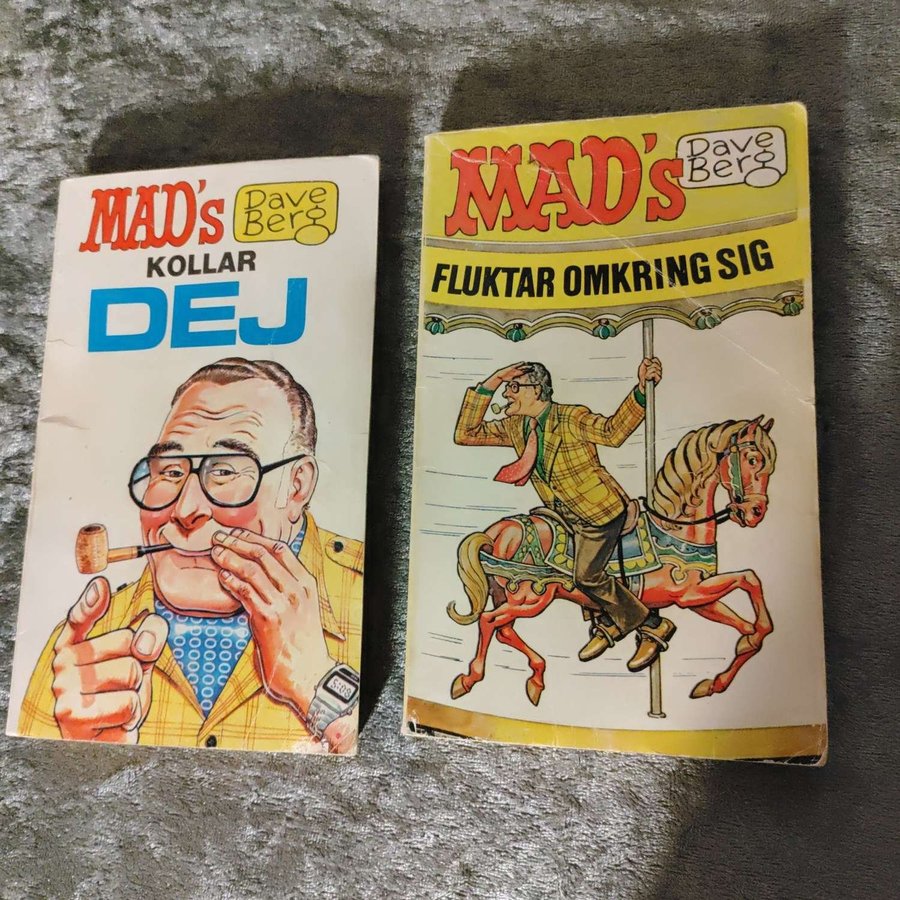 MAD's
Dave
Berg
KOLLAR
DEJ
MAD's
Dave
Berg
FLUKTAR OMKRING SIG